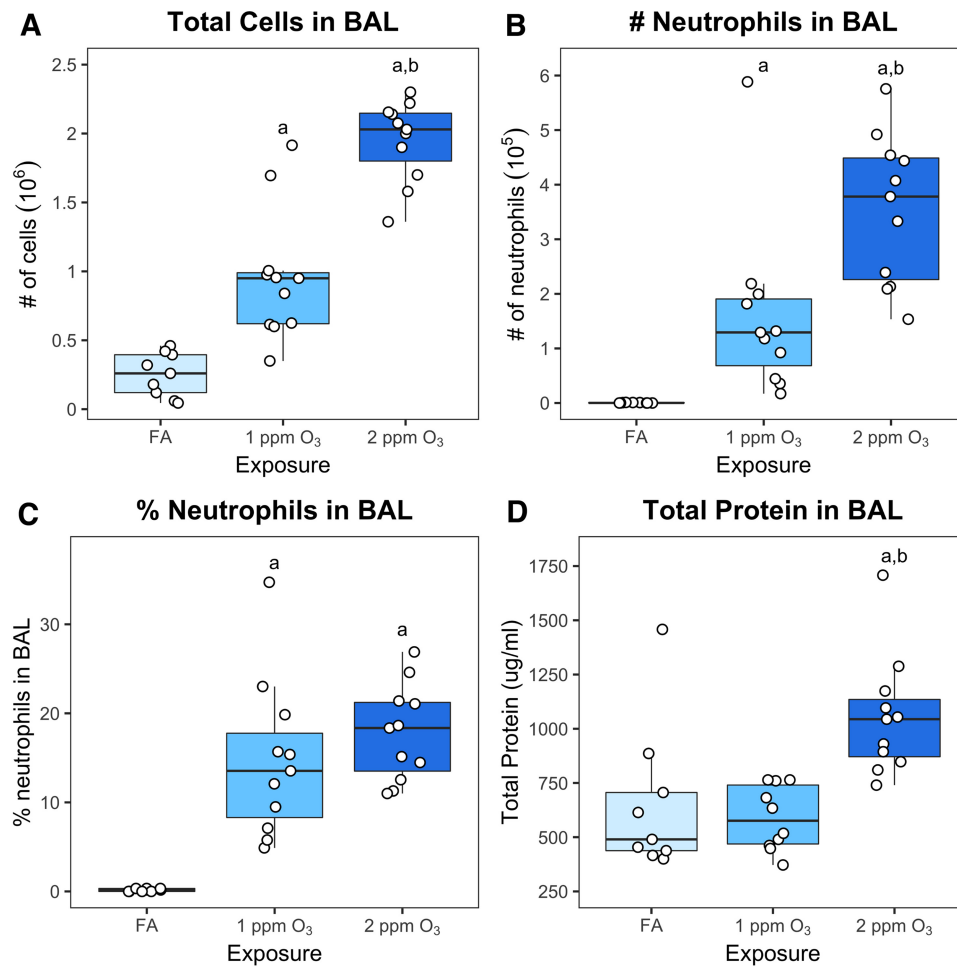 A
Total Cells in BAL
# of cells (10⁶)
2.5
2
1.5
1
0.5
0
a
a,b
FA
1 ppm O₃
2 ppm O₃
Exposure
B
# Neutrophils in BAL
# of neutrophils (10⁵)
6
4
2
1
0
a
a,b
FA
1 ppm O₃
2 ppm O₃
Exposure
C
% Neutrophils in BAL
% neutrophils in BAL
30
20
10
0
a
a
FA
1 ppm O₃
2 ppm O₃
Exposure
D
Total Protein in BAL
Total Protein (ug/ml)
1750
1500
1250
1000
750
500
250
a,b
FA
1 ppm O₃
2 ppm O₃
Exposure